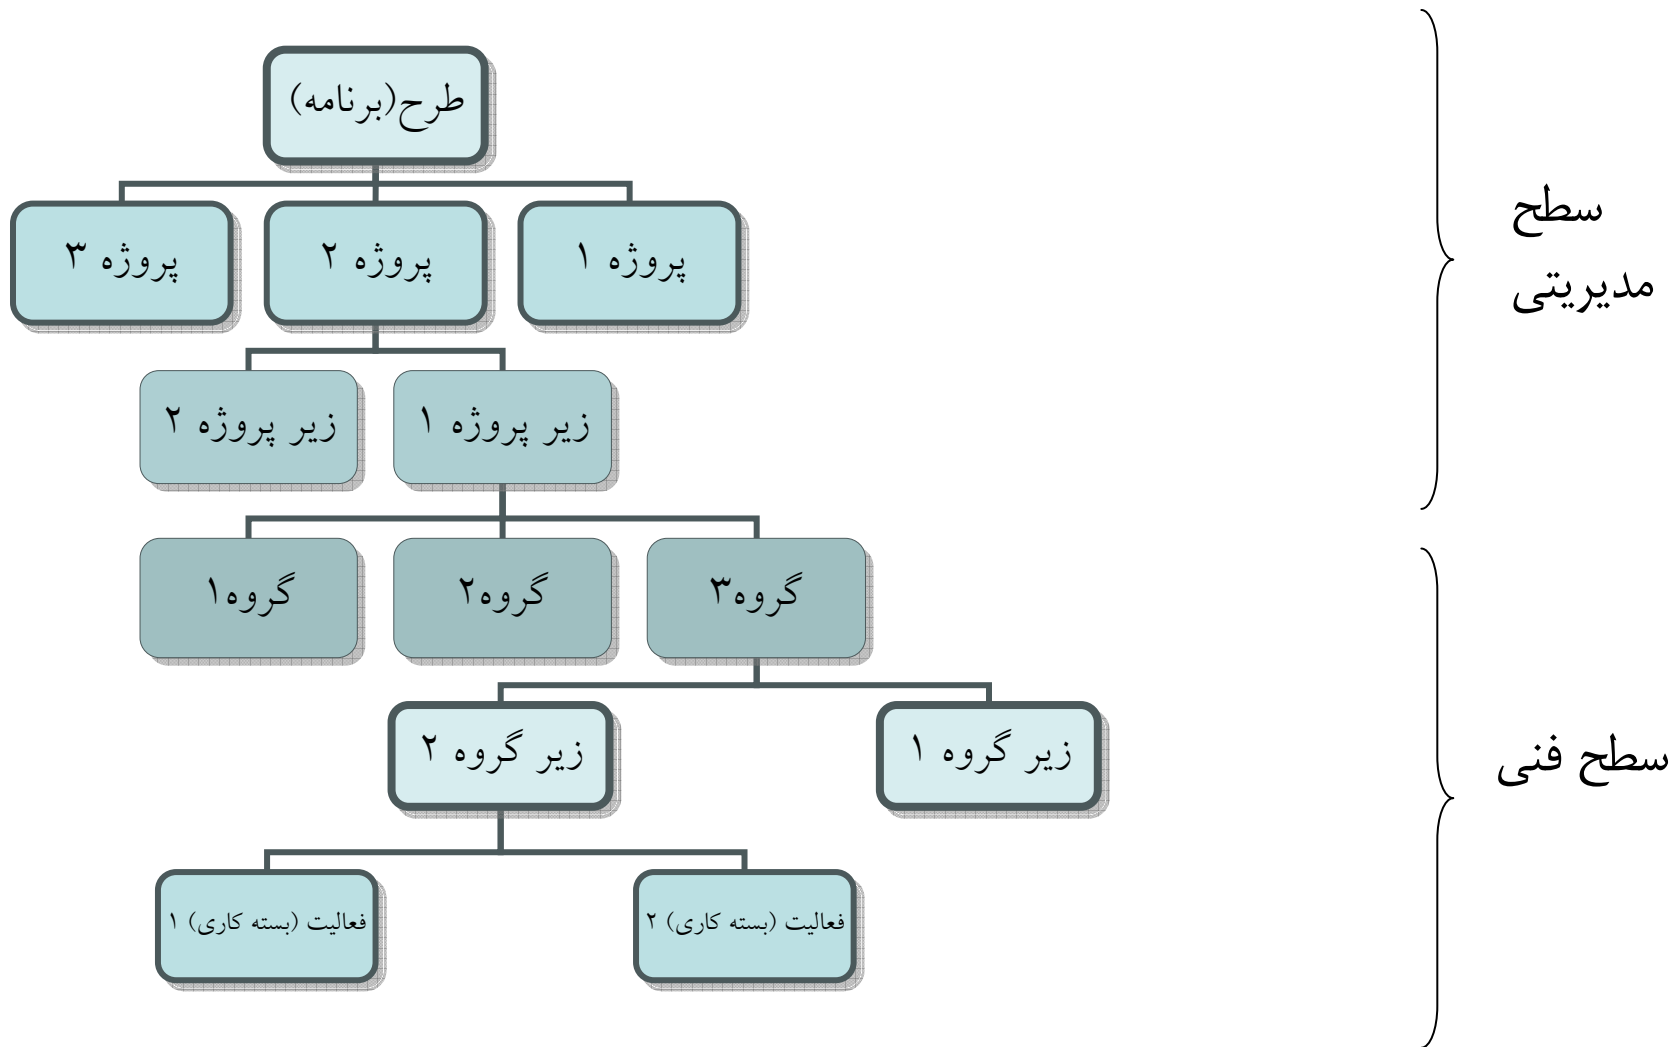 طرح(برنامه)
پروژه ۱
پروژه ۲
پروژه ۳
سطح
مدیریتی
زیر پروژه ۱
زیر پروژه ۲
گروه۳
گروه۲
گروه۱
زیر گروه ۱
زیر گروه ۲
سطح فنی
فعالیت (بسته کاری) ۲
فعالیت (بسته کاری) ۱